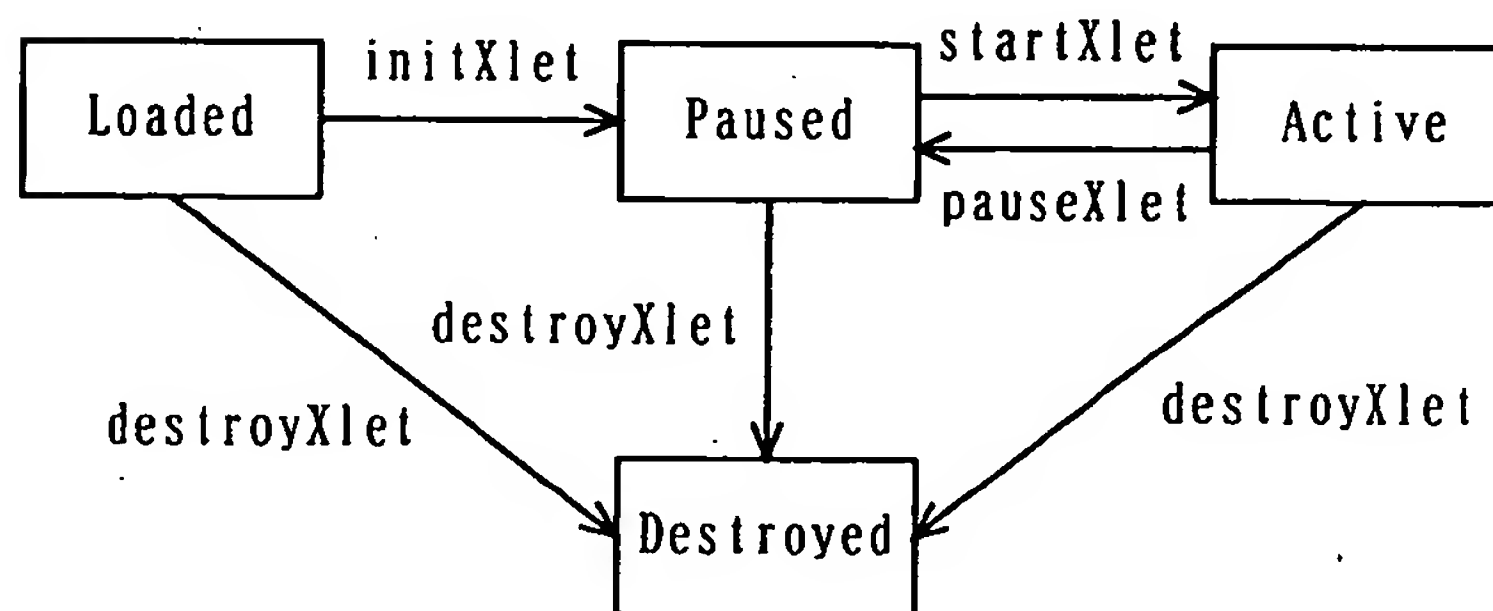 Loaded
initXlet
Paused
startXlet
Active
pauseXlet
destroyXlet
destroyXlet
destroyXlet
Destroyed